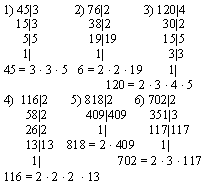 1) 45|3 2) 76|2 3) 120|4
15|3 38|2 30|2
5|5 19|19 15|5
1| 1| 3|3
45 = 3 · 3 · 5 6 = 2 · 2 · 19 1|
120 = 2 · 3 · 4 · 5
4) 116|2 5) 818|2 6) 702|2
58|2 409|409 351|3
26|2 1| 117|117
13|13 818 = 2 · 409 1|
1| 702 = 2 · 3 · 117
116 = 2 · 2 · 2 · 13